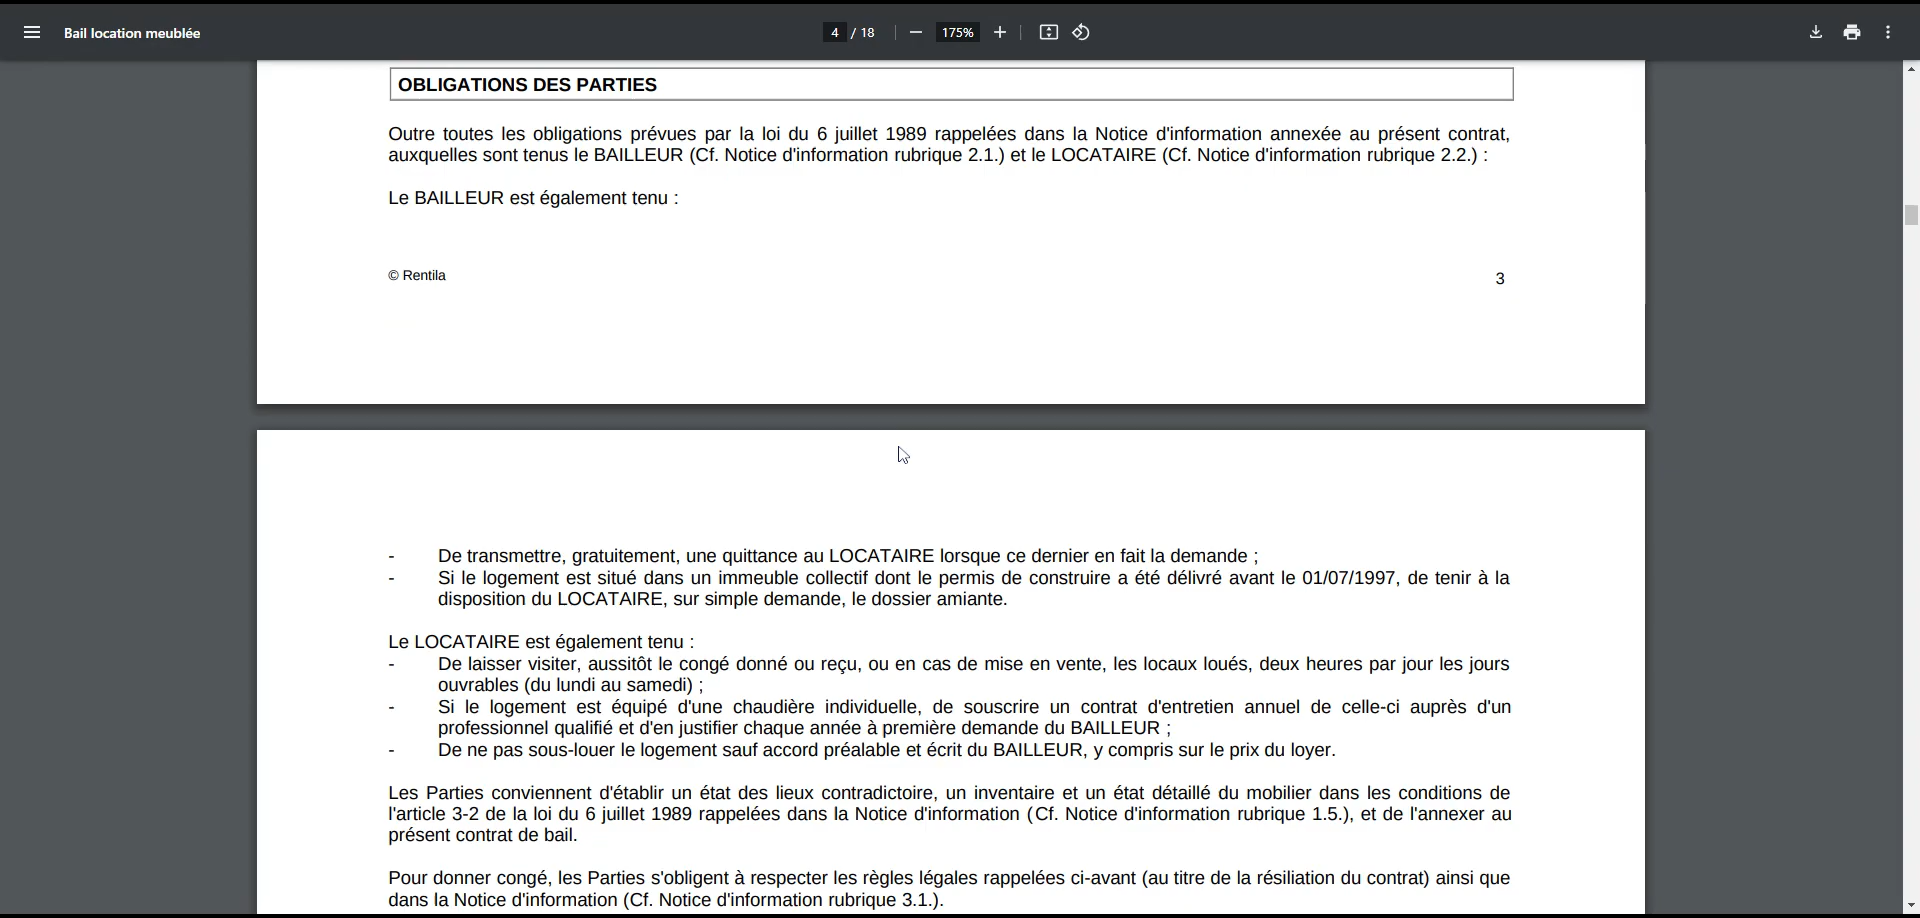 Bail location meublée
4 / 18
175%
OBLIGATIONS DES PARTIES
Outre toutes les obligations prévues par la loi du 6 juillet 1989 rappelées dans la Notice d'information annexée au présent contrat,
auxquelles sont tenus le BAILLEUR (Cf. Notice d'information rubrique 2.1.) et le LOCATAIRE (Cf. Notice d'information rubrique 2.2.) :
Le BAILLEUR est également tenu :
© Rentila
3
- De transmettre, gratuitement, une quittance au LOCATAIRE lorsque ce dernier en fait la demande ;
- Si le logement est situé dans un immeuble collectif dont le permis de construire a été délivré avant le 01/07/1997, de tenir à la
disposition du LOCATAIRE, sur simple demande, le dossier amiante.
Le LOCATAIRE est également tenu :
- De laisser visiter, aussitôt le congé donné ou reçu, ou en cas de mise en vente, les locaux loués, deux heures par jour les jours
ouvrables (du lundi au samedi) ;
- Si le logement est équipé d'une chaudière individuelle, de souscrire un contrat d'entretien annuel de celle-ci auprès d'un
professionnel qualifié et d'en justifier chaque année à première demande du BAILLEUR ;
- De ne pas sous-louer le logement sauf accord préalable et écrit du BAILLEUR, y compris sur le prix du loyer.
Les Parties conviennent d'établir un état des lieux contradictoire, un inventaire et un état détaillé du mobilier dans les conditions de
l'article 3-2 de la loi du 6 juillet 1989 rappelées dans la Notice d'information (Cf. Notice d'information rubrique 1.5.), et de l'annexer au
présent contrat de bail.
Pour donner congé, les Parties s'obligent à respecter les règles légales rappelées ci-avant (au titre de la résiliation du contrat) ainsi que
dans la Notice d'information (Cf. Notice d'information rubrique 3.1.).